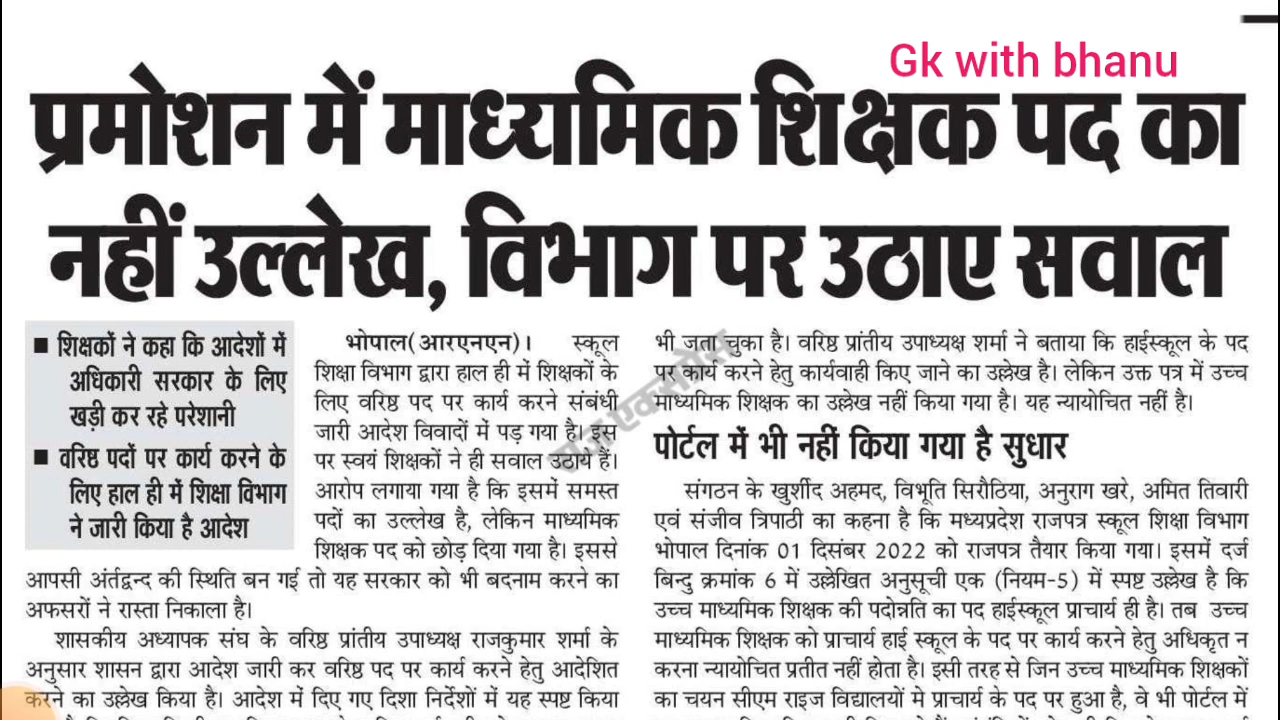 Gk with bhanu
प्रमोशन में माध्यमिक शिक्षक पद का
नहीं उल्लेख, विभाग पर उठाए सवाल
■ शिक्षकों ने कहा कि आदेशों में
अधिकारी सरकार के लिए
खड़ी कर रहे परेशानी
■ वरिष्ठ पदों पर कार्य करने के
लिए हाल ही में शिक्षा विभाग
ने जारी किया है आदेश
भोपाल(आरएनएन)। स्कूल
शिक्षा विभाग द्वारा हाल ही में शिक्षकों के
लिए वरिष्ठ पद पर कार्य करने संबंधी
जारी आदेश विवादों में पड़ गया है। इस
पर स्वयं शिक्षकों ने ही सवाल उठाये हैं।
आरोप लगाया गया है कि इसमें समस्त
पदों का उल्लेख है, लेकिन माध्यमिक
शिक्षक पद को छोड़ दिया गया है। इससे
आपसी अंर्तद्वन्द की स्थिति बन गई तो यह सरकार को भी बदनाम करने का
अफसरों ने रास्ता निकाला है।
शासकीय अध्यापक संघ के वरिष्ठ प्रांतीय उपाध्यक्ष राजकुमार शर्मा के
अनुसार शासन द्वारा आदेश जारी कर वरिष्ठ पद पर कार्य करने हेतु आदेशित
करने का उल्लेख किया है। आदेश में दिए गए दिशा निर्देशों में यह स्पष्ट किया
भी जता चुका है। वरिष्ठ प्रांतीय उपाध्यक्ष शर्मा ने बताया कि हाईस्कूल के पद
पर कार्य करने हेतु कार्यवाही किए जाने का उल्लेख है। लेकिन उक्त पत्र में उच्च
माध्यमिक शिक्षक का उल्लेख नहीं किया गया है। यह न्यायोचित नहीं है।
पोर्टल में भी नहीं किया गया है सुधार
संगठन के खुर्शीद अहमद, विभूति सिरौठिया, अनुराग खरे, अमित तिवारी
एवं संजीव त्रिपाठी का कहना है कि मध्यप्रदेश राजपत्र स्कूल शिक्षा विभाग
भोपाल दिनांक 01 दिसंबर 2022 को राजपत्र तैयार किया गया। इसमें दर्ज
बिन्दु क्रमांक 6 में उल्लेखित अनुसूची एक (नियम-5) में स्पष्ट उल्लेख है कि
उच्च माध्यमिक शिक्षक की पदोन्नति का पद हाईस्कूल प्राचार्य ही है। तब उच्च
माध्यमिक शिक्षक को प्राचार्य हाई स्कूल के पद पर कार्य करने हेतु अधिकृत न
करना न्यायोचित प्रतीत नहीं होता है। इसी तरह से जिन उच्च माध्यमिक शिक्षकों
का चयन सीएम राइज विद्यालयों मे प्राचार्य के पद पर हुआ है, वे भी पोर्टल में
राज एक्सप्रेस